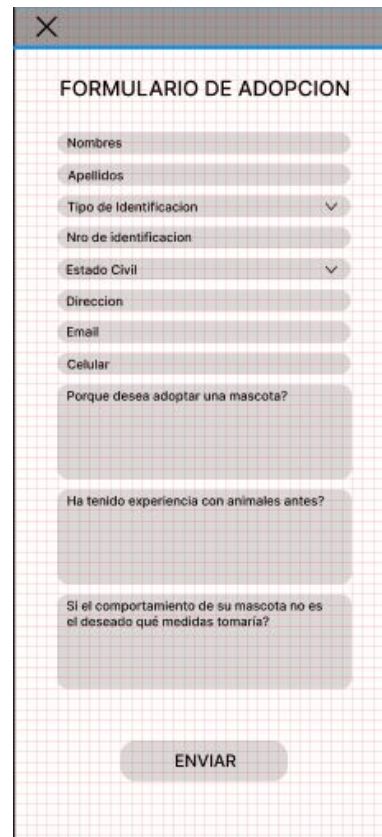 FORMULARIO DE ADOPCION
Nombres
Apellidos
Tipo de Identificacion
Nro de identificacion
Estado Civil
Direccion
Email
Celular
Porque desea adoptar una mascota?
Ha tenido experiencia con animales antes?
Si el comportamiento de su mascota no es
el deseado qué medidas tomaría?
ENVIAR